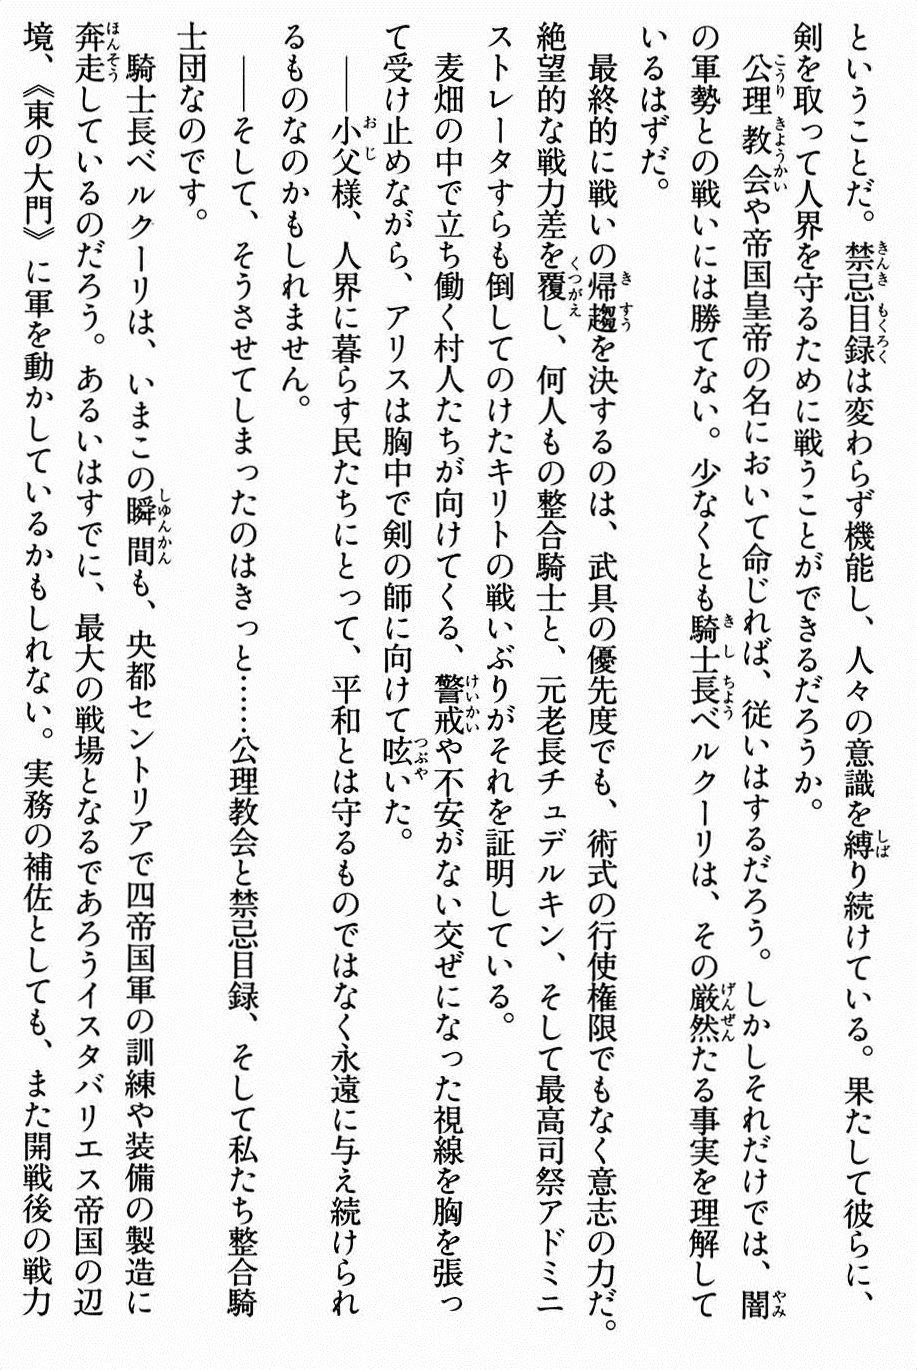 ということだ。禁忌目録は変わらず機能し、人々の意識を縛り続けている。果たして彼らに、
剣を取って人界を守るために戦うことができるだろうか。
公理教会や帝国皇帝の名において命じれば、従いはするだろう。しかしそれだけでは、闇
の軍勢との戦いには勝てない。少なくとも騎士長ベルクーリは、その厳然たる事実を理解して
いるはずだ。
最終的に戦いの帰趨を決するのは、武具の優先度でも、術式の行使権限でもなく意志の力だ。
絶望的な戦力差を覆し、何人もの整合騎士と、元老長チュデルキン、そして最高司祭アドミニ
ストレータすらも倒してのけたキリトの戦いぶりがそれを証明している。
麦畑の中で立ち働く村人たちが向けてくる、警戒や不安がない交ぜになった視線を胸を張っ
て受け止めながら、アリスは胸中で剣の師に向けて呟いた。
――小父様、人界に暮らす民たちにとって、平和とは守るものではなく永遠に与え続けられ
るものなのかもしれません。
――そして、そうさせてしまったのはきっと……公理教会と禁忌目録、そして私たち整合騎
士団なのです。
騎士長ベルクーリは、いまこの瞬間も、央都セントリアで四帝国軍の訓練や装備の製造に
奔走しているのだろう。あるいはすでに、最大の戦場となるであろうイスタバリエス帝国の辺
境、《東の大門》に軍を動かしているかもしれない。実務の補佐としても、また開戦後の戦力